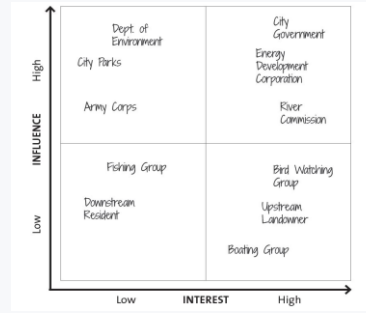 Dept. of
Environment
City
Government
City Parks
Energy
Development
Corporation
Army Corps
River
Commission
High
INFLUENCE
Low
Fishing Group
Bird Watching
Group
Downstream
Resident
Upstream
Landowner
Boating Group
Low
INTEREST
High